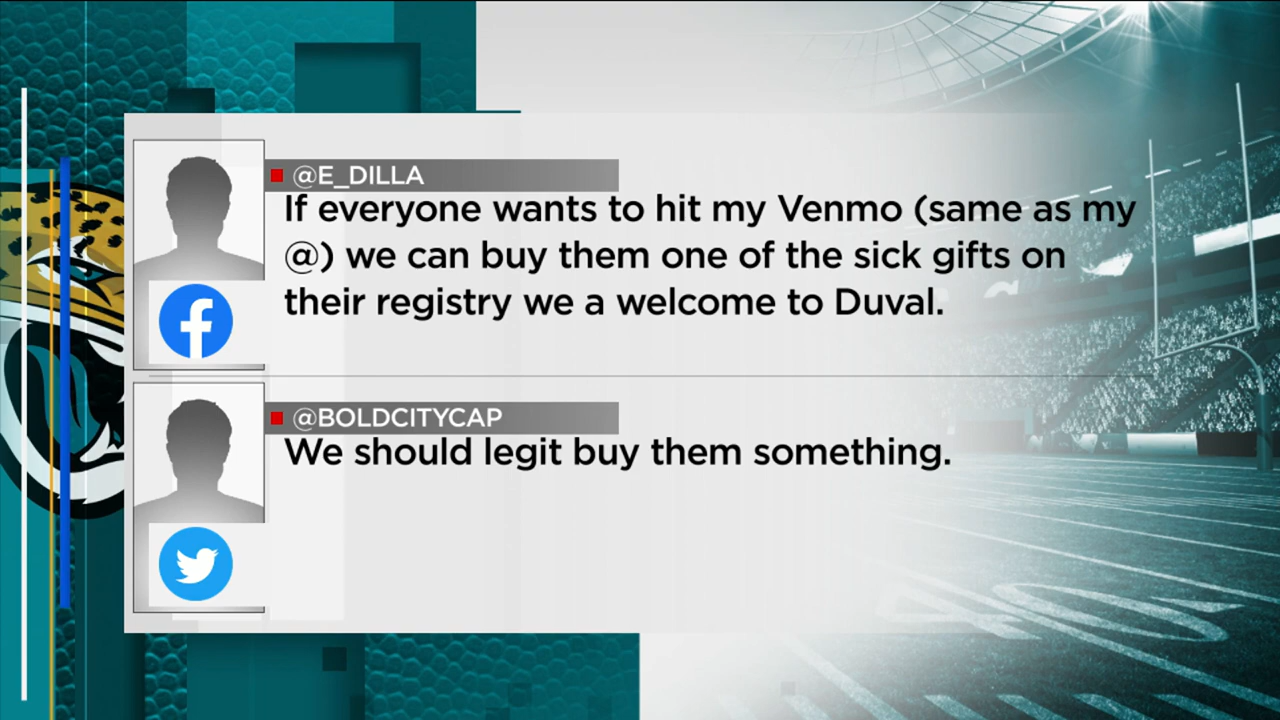 @E_DILLA
If everyone wants to hit my Venmo (same as my
@) we can buy them one of the sick gifts on
their registry we a welcome to Duval.
@BOLDCITYCAP
We should legit buy them something.